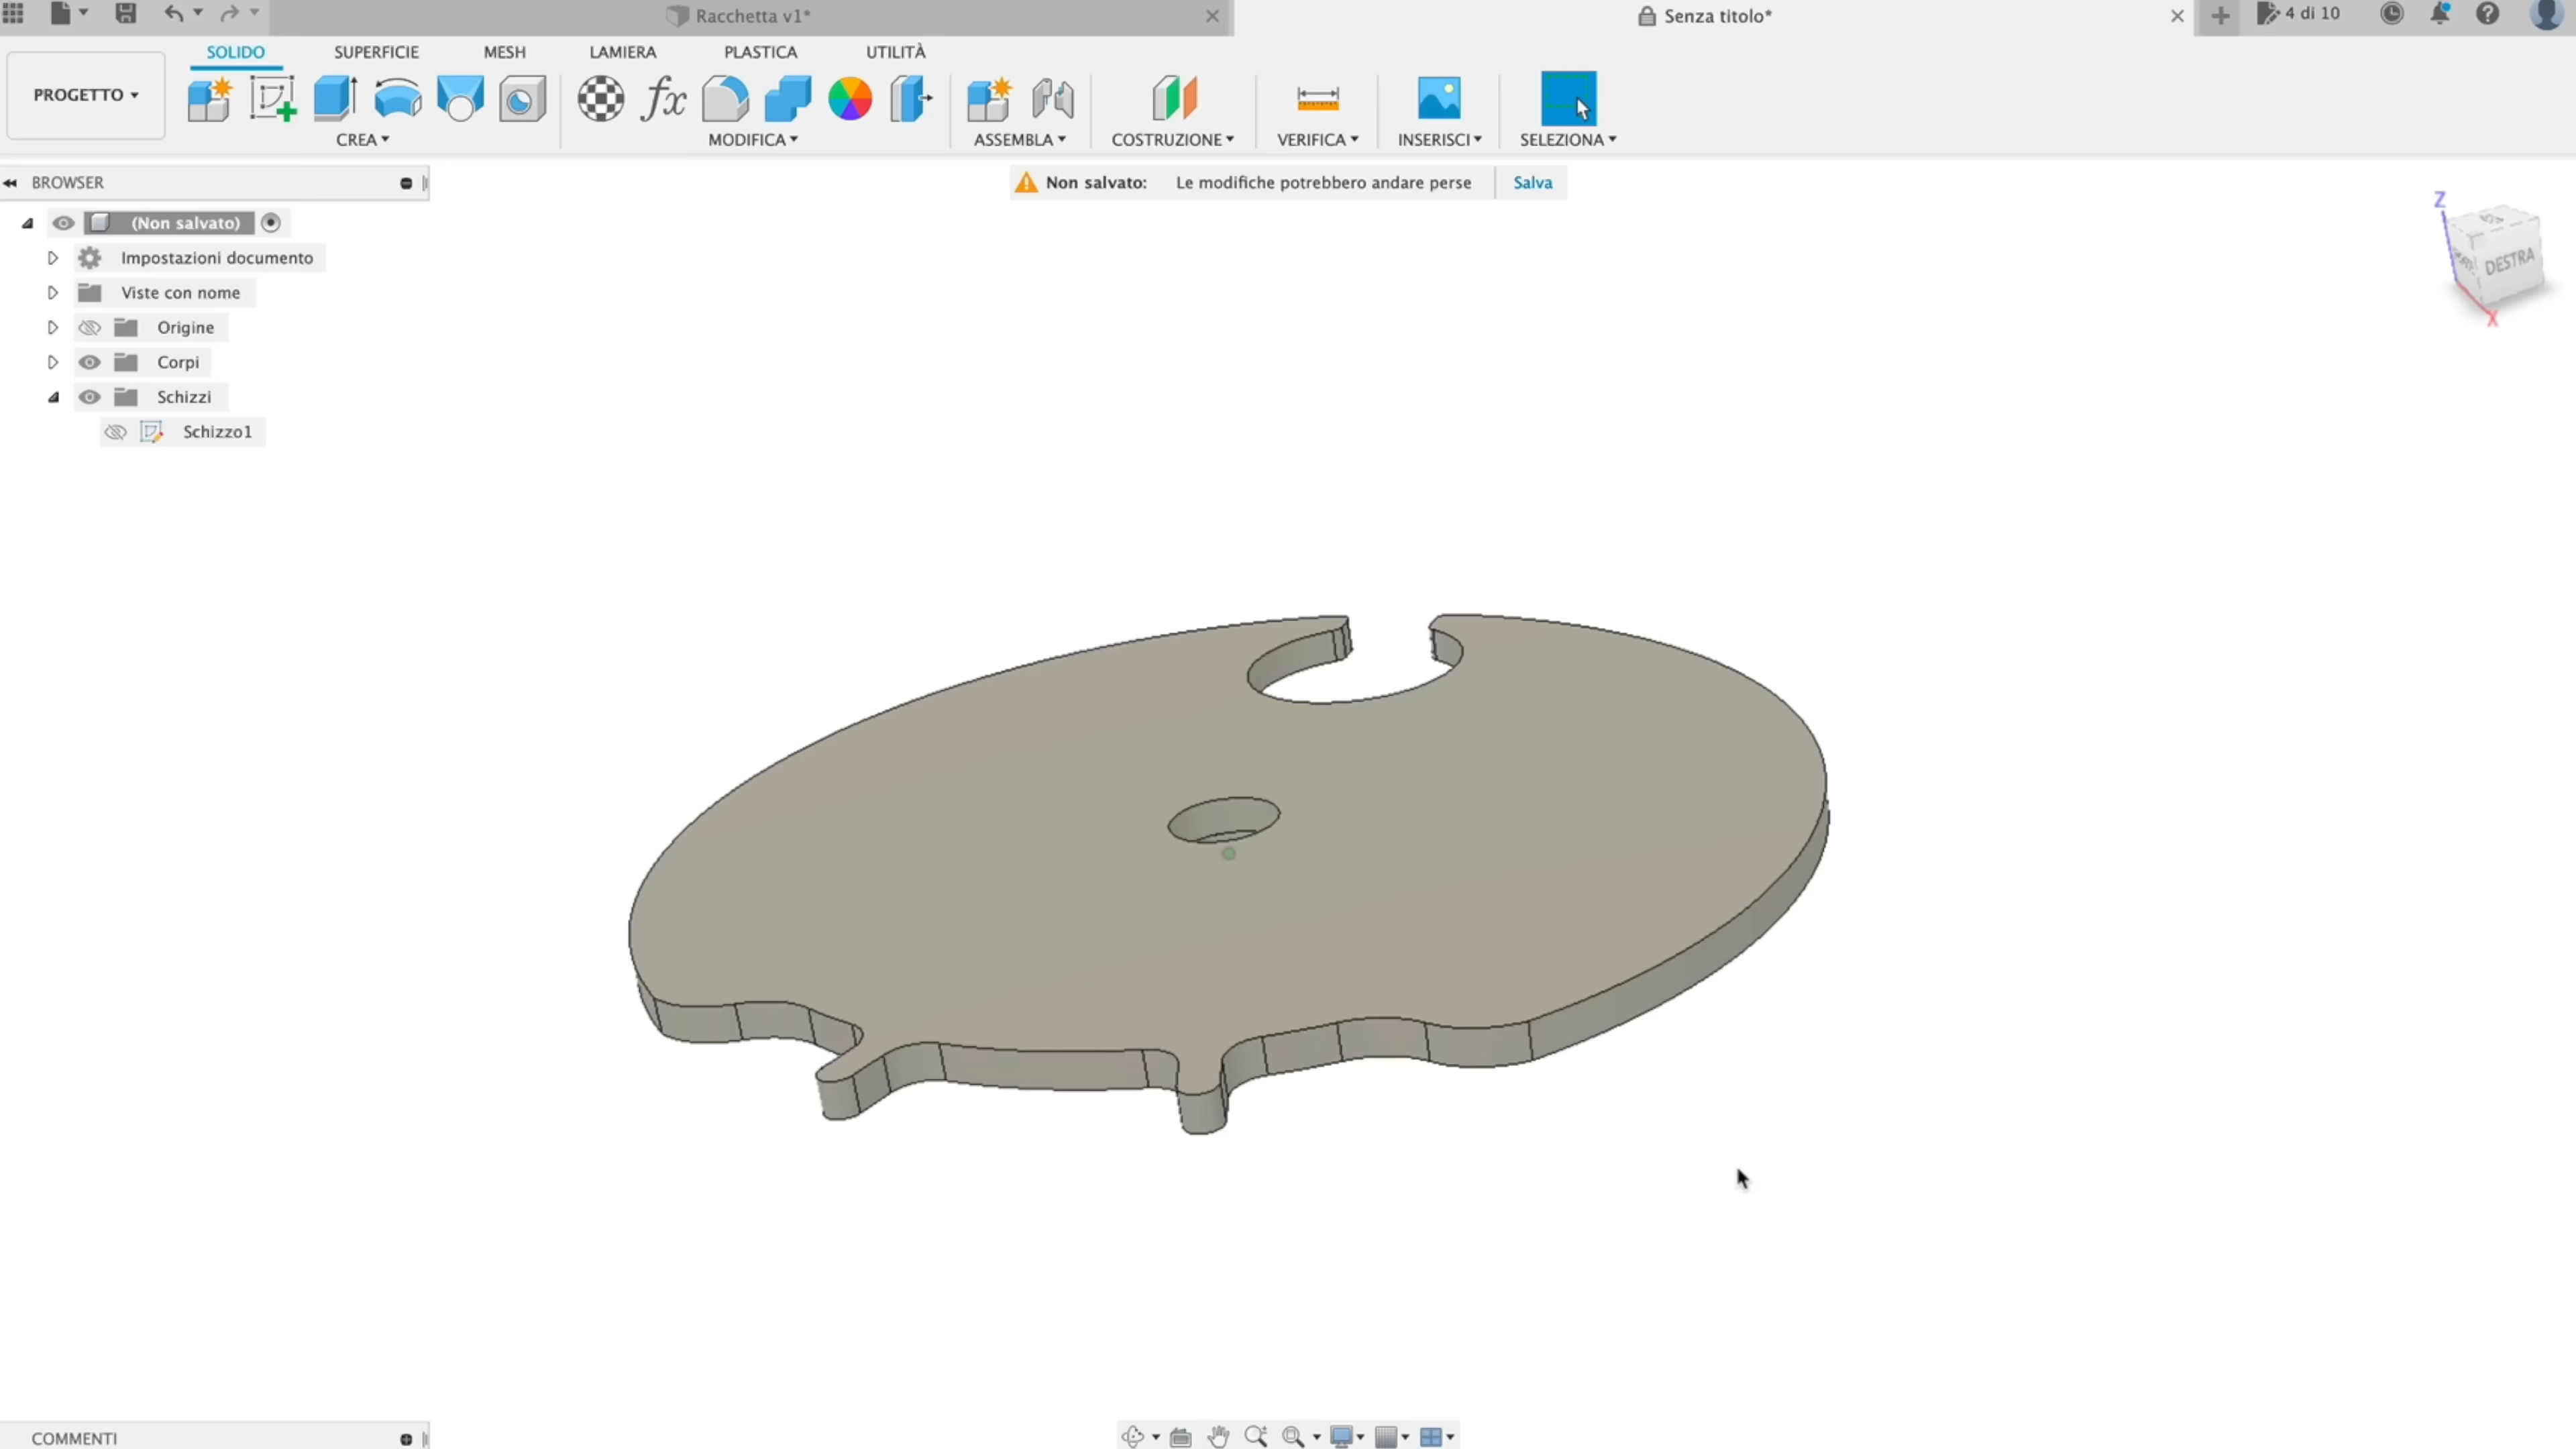 Racchetta v1*
Senza titolo*
4 di 10
PROGETTO
SOLIDO
SUPERFICIE
MESH
LAMIERA
PLASTICA
UTILITÀ
CREA
MODIFICA
ASSEMBLA
COSTRUZIONE
VERIFICA
INSERISCI
SELEZIONA
BROWSER
Non salvato: Le modifiche potrebbero andare perse Salva
(Non salvato)
Impostazioni documento
Viste con nome
Origine
Corpi
Schizzi
Schizzo1
Z
DESTRA
X
COMMENTI